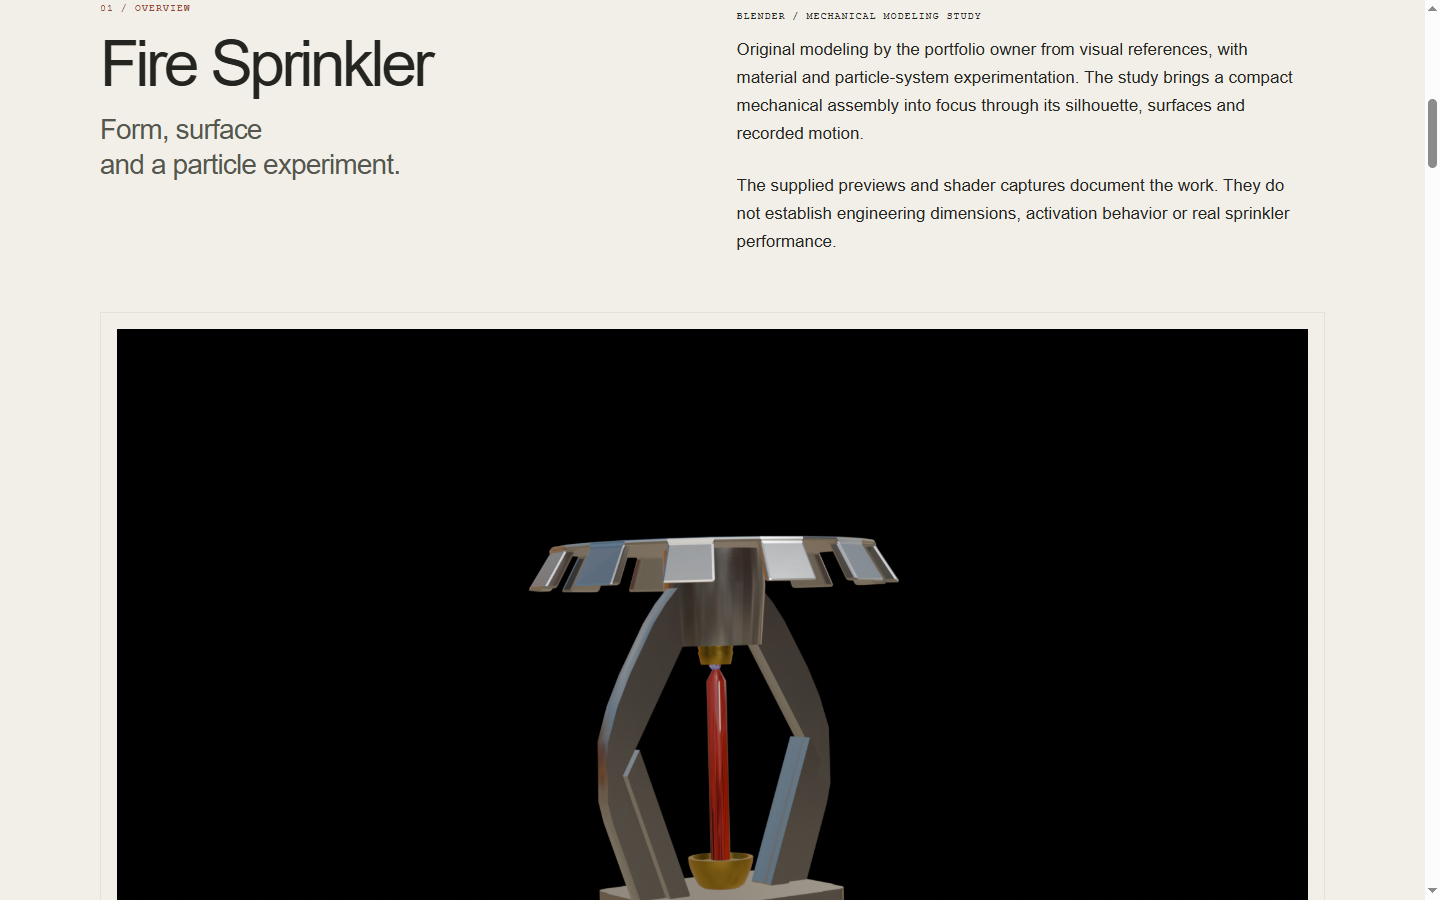 01 / OVERVIEW
Fire Sprinkler
Form, surface
and a particle experiment.
BLENDER / MECHANICAL MODELING STUDY
Original modeling by the portfolio owner from visual references, with
material and particle-system experimentation. The study brings a compact
mechanical assembly into focus through its silhouette, surfaces and
recorded motion.
The supplied previews and shader captures document the work. They do
not establish engineering dimensions, activation behavior or real sprinkler
performance.